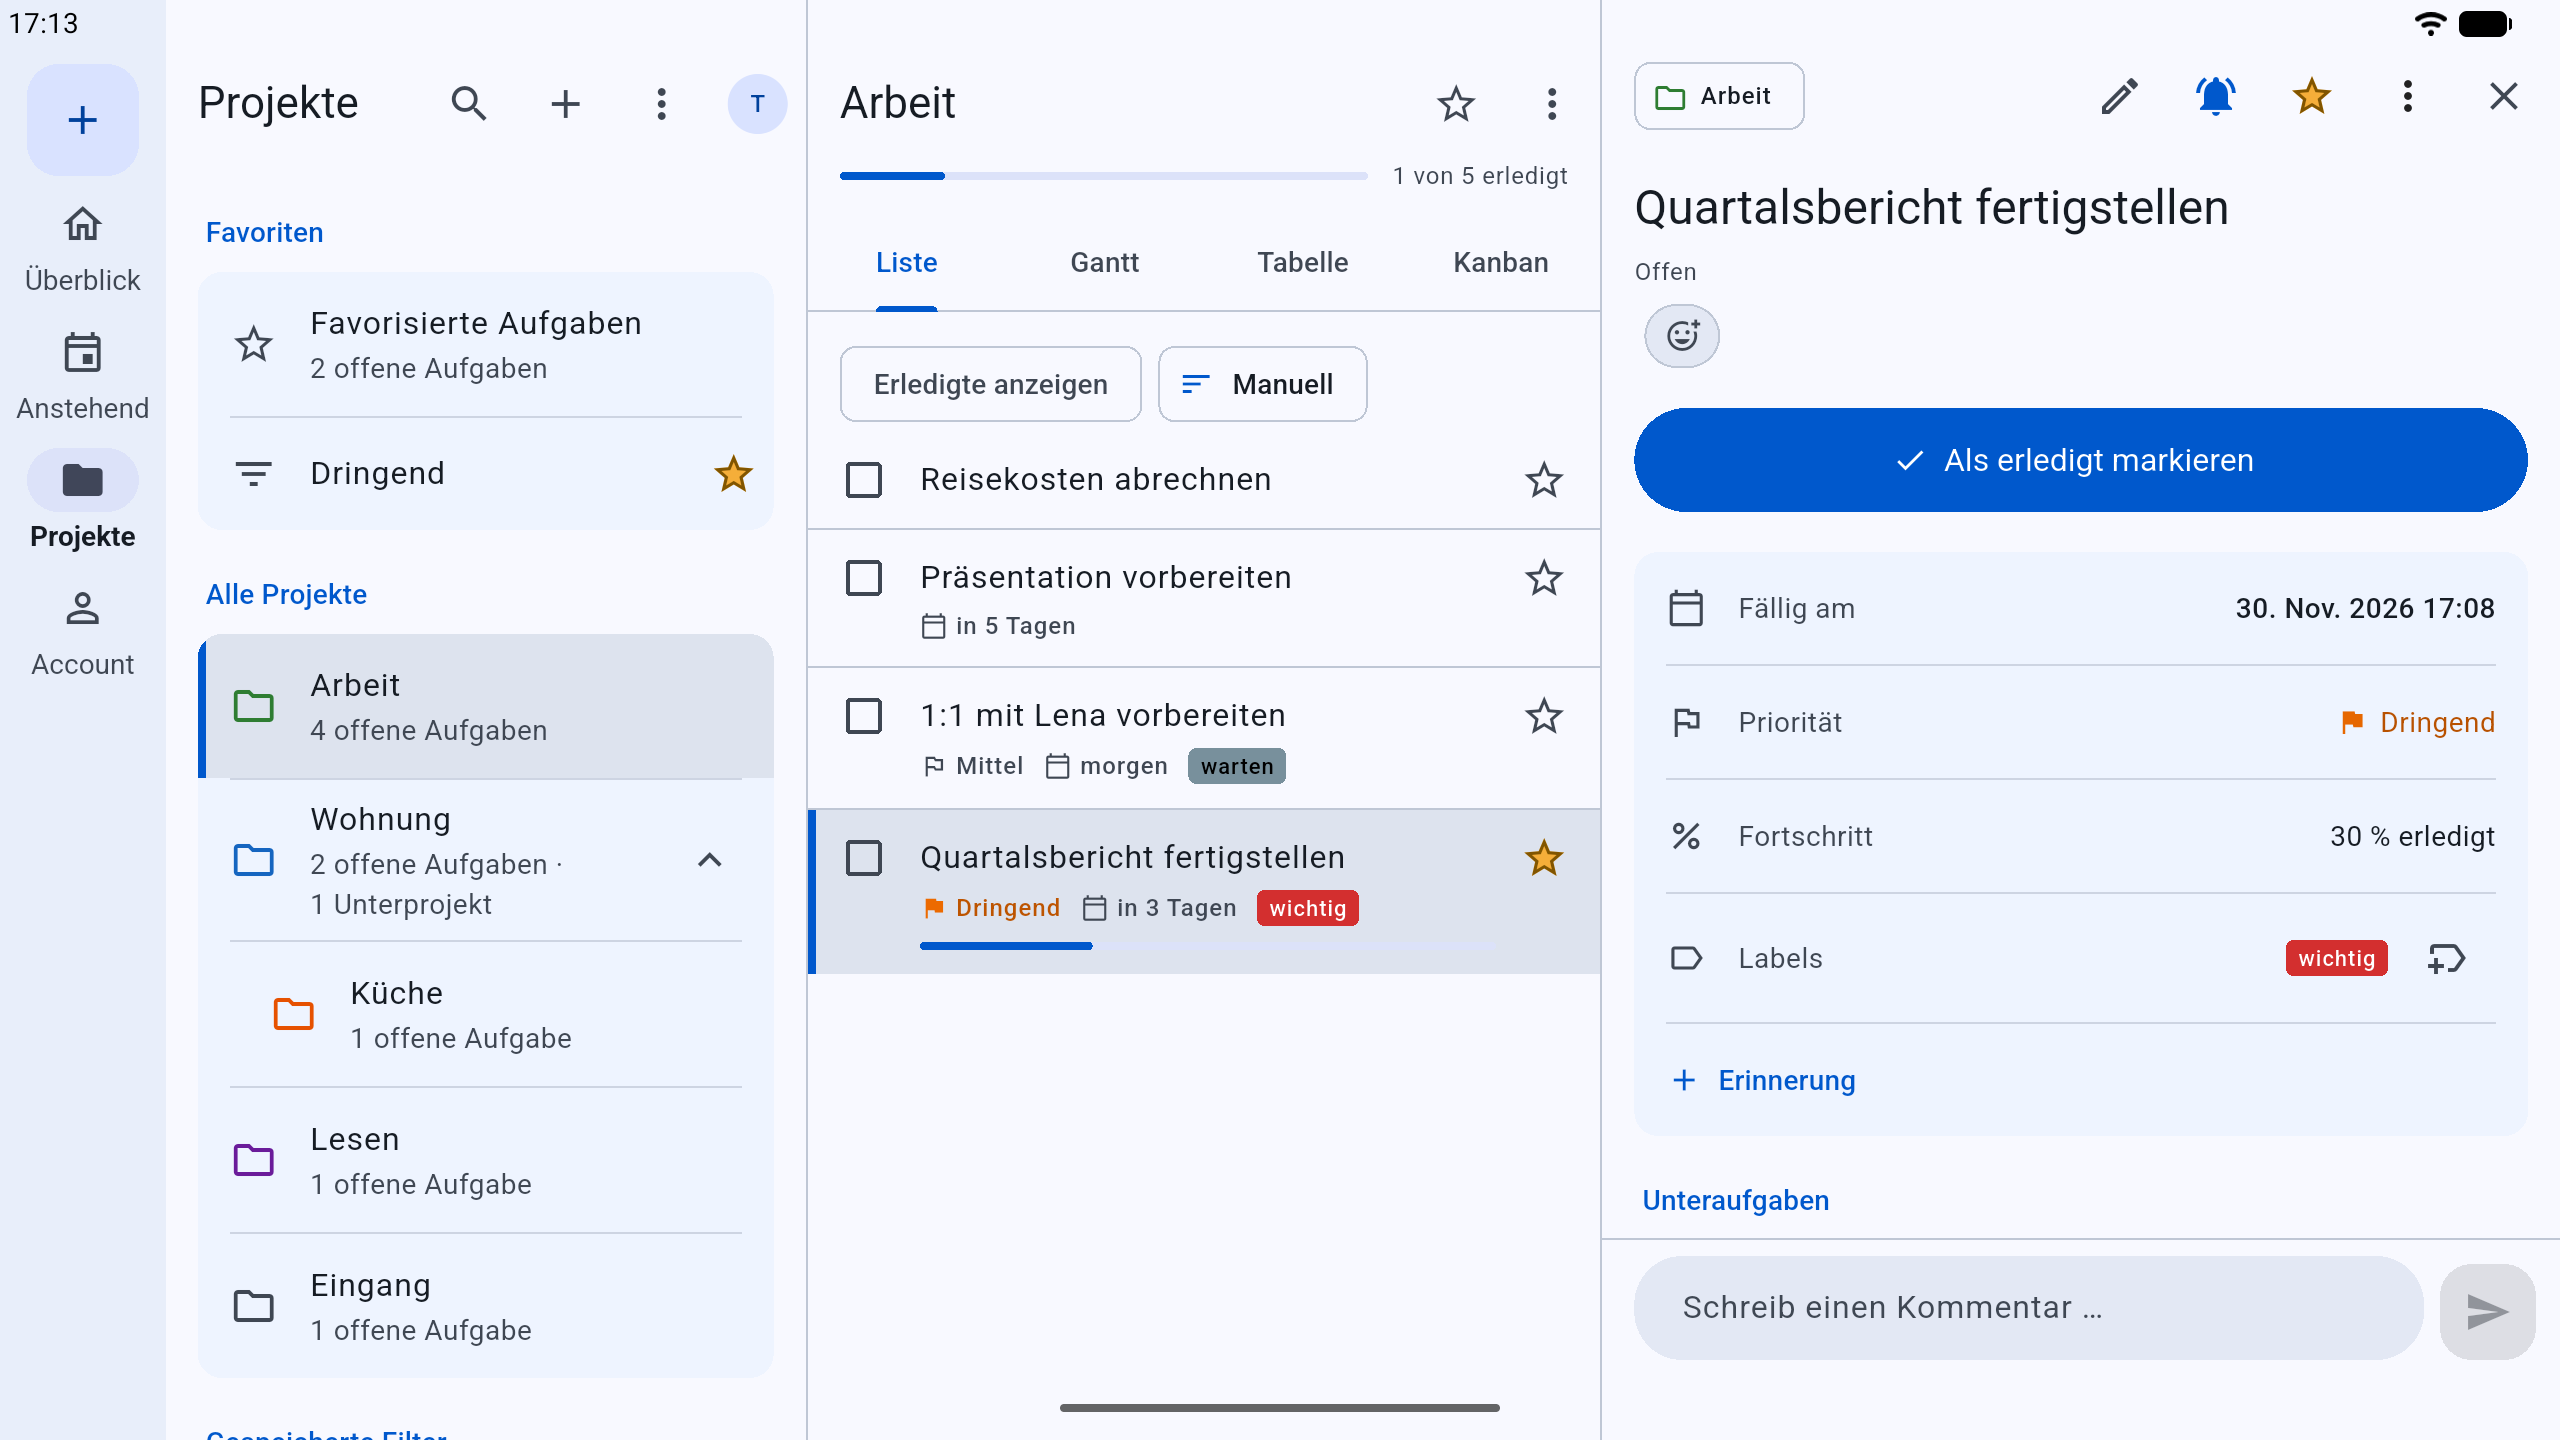 17:13
Überblick
Anstehend
Projekte
Account
Projekte
T
Favoriten
Favorisierte Aufgaben
2 offene Aufgaben
Dringend
Alle Projekte
Arbeit
4 offene Aufgaben
Wohnung
2 offene Aufgaben ·
1 Unterprojekt
Küche
1 offene Aufgabe
Lesen
1 offene Aufgabe
Eingang
1 offene Aufgabe
Gespeicherte Filter
Arbeit
1 von 5 erledigt
Liste
Gantt
Tabelle
Kanban
Erledigte anzeigen
Manuell
Reisekosten abrechnen
Präsentation vorbereiten
in 5 Tagen
1:1 mit Lena vorbereiten
Mittel morgen warten
Quartalsbericht fertigstellen
Dringend in 3 Tagen wichtig
Arbeit
Quartalsbericht fertigstellen
Offen
Als erledigt markieren
Fällig am 30. Nov. 2026 17:08
Priorität Dringend
Fortschritt 30 % erledigt
Labels wichtig
Erinnerung
Unteraufgaben
Schreib einen Kommentar …